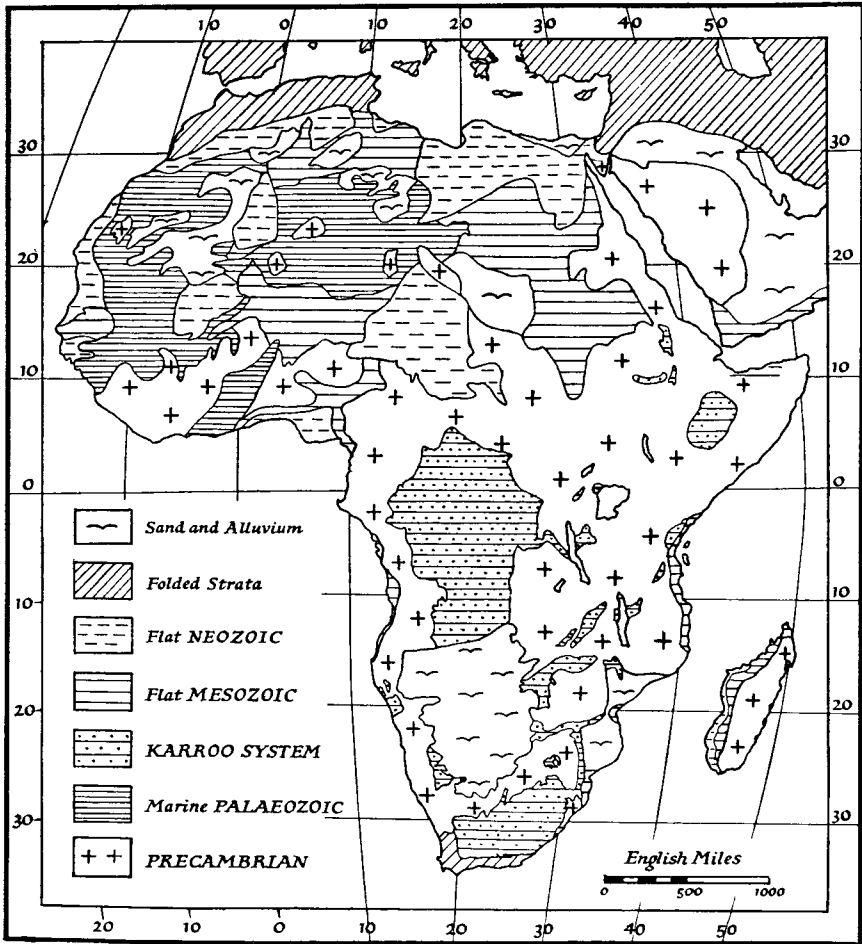 10 0 10 20 30 40 50
30 30
20 20
10 10
0 0
Sand and Alluvium
Folded Strata
10 10
Flat NEOZOIC
Flat MESOZOIC
20 20
KARROO SYSTEM
Marine PALAEOZOIC
30 30
PRECAMBRIAN
English Miles
0 500 1000
20 10 0 10 20 30 40 50